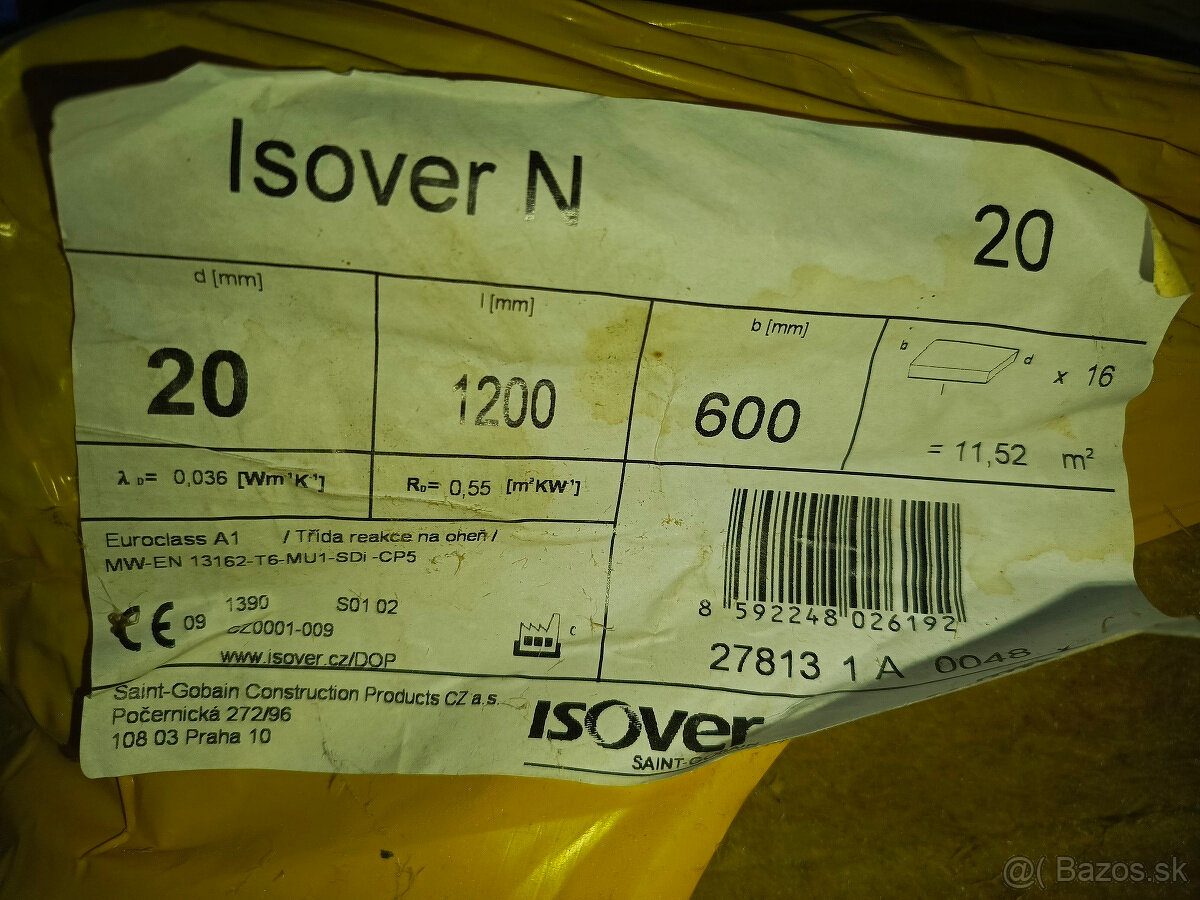 Isover N
20
d [mm]
l [mm]
b [mm]
b
d
l
x 16
20
1200
600
= 11,52 m²
λ D= 0,036 [Wm⁻¹K⁻¹]
RD= 0,55 [m²KW⁻¹]
Euroclass A1 / Třída reakce na oheň /
MW-EN 13162-T6-MU1-SDi -CP5
CE 09
1390
S01 02
CZ0001-009
www.isover.cz/DOP
C
8 592248 026192
27813 1 A 0048
Saint-Gobain Construction Products CZ a.s.
Počernická 272/96
108 03 Praha 10
ISOVER
SAINT-GO
@( Bazos.sk